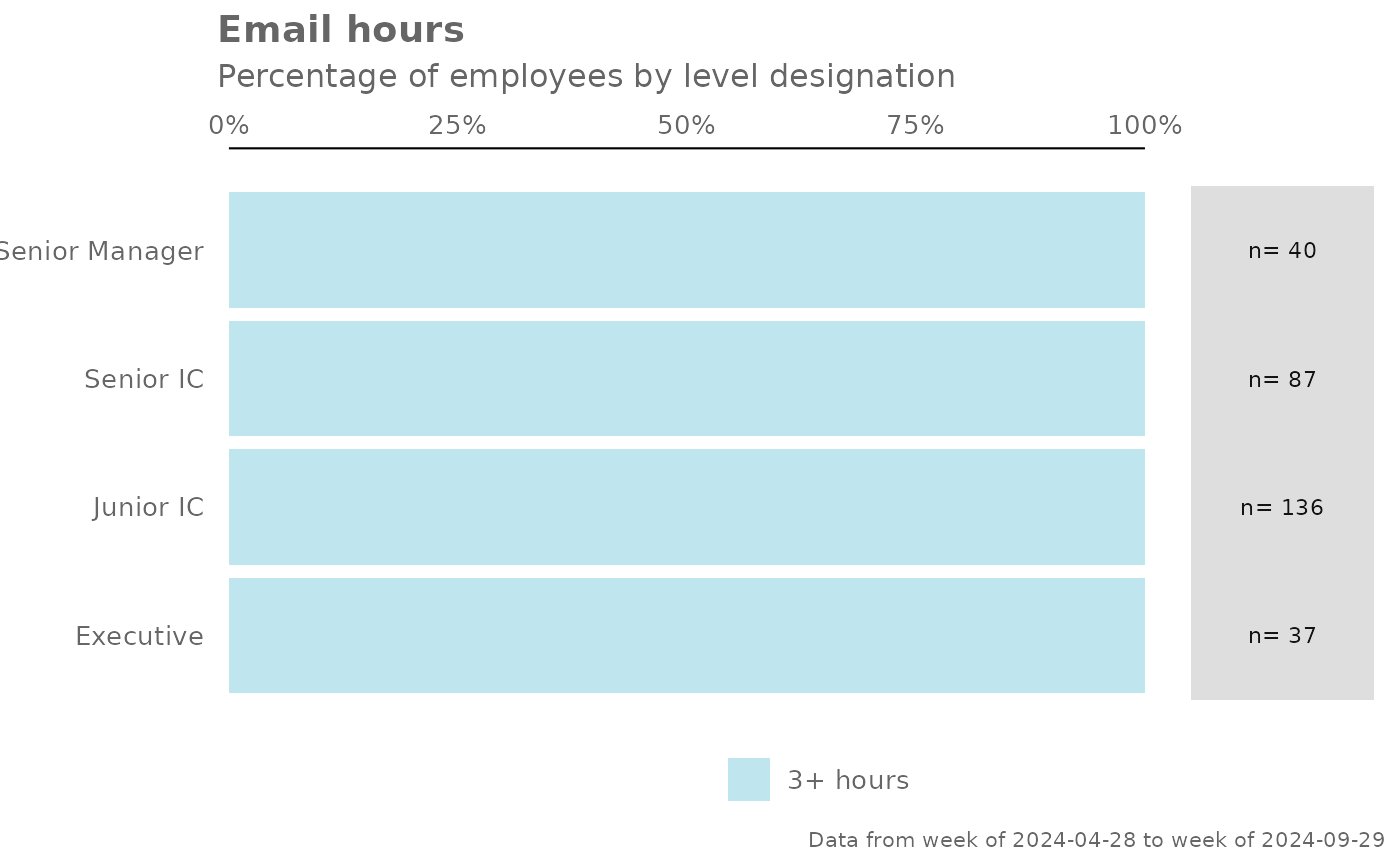 Email hours
Percentage of employees by level designation
0% 25% 50% 75% 100%
Senior Manager n= 40
Senior IC n= 87
Junior IC n= 136
Executive n= 37
3+ hours
Data from week of 2024-04-28 to week of 2024-09-29